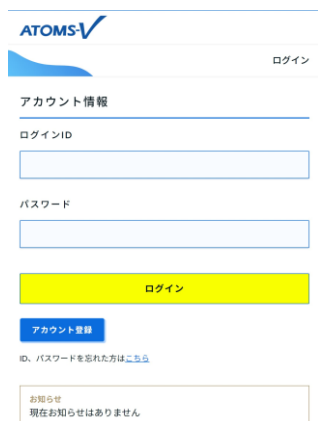 ATOMS-V
ログイン
アカウント情報
ログインID
パスワード
ログイン
アカウント登録
ID、パスワードを忘れた方はこちら
お知らせ
現在お知らせはありません